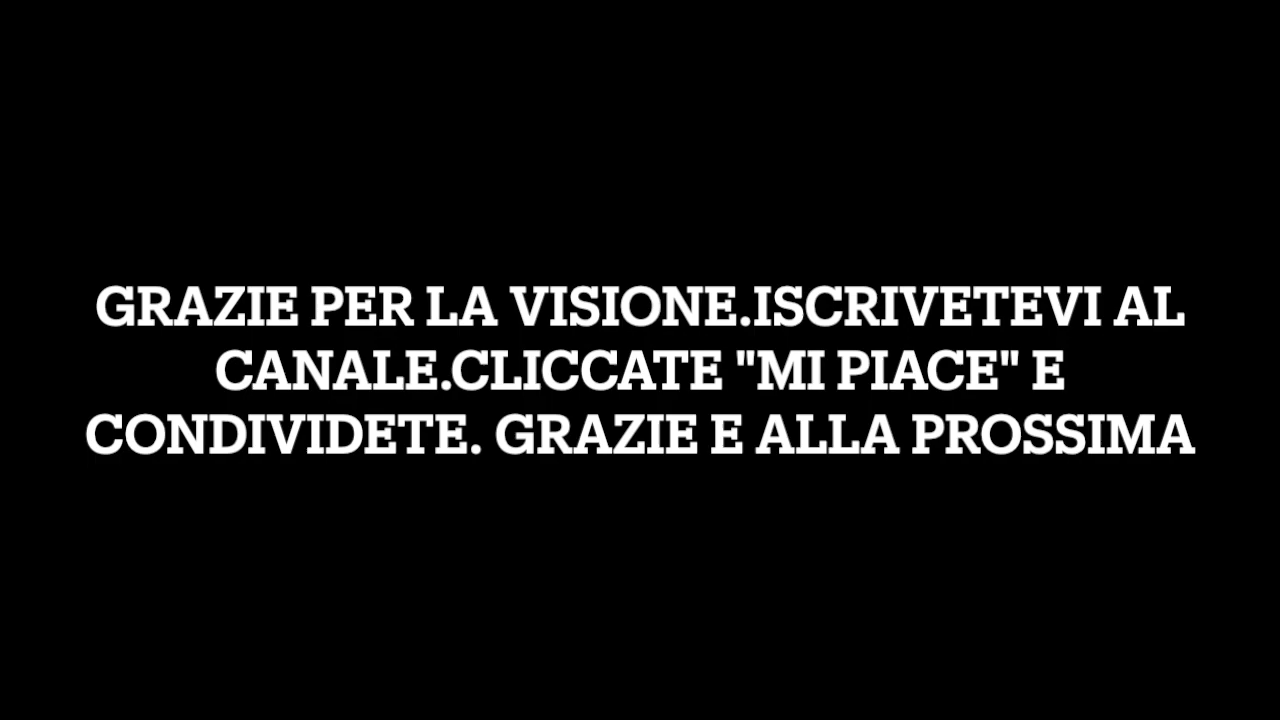 GRAZIE PER LA VISIONE.ISCRIVETEVI AL
CANALE.CLICCATE "MI PIACE" E
CONDIVIDETE. GRAZIE E ALLA PROSSIMA